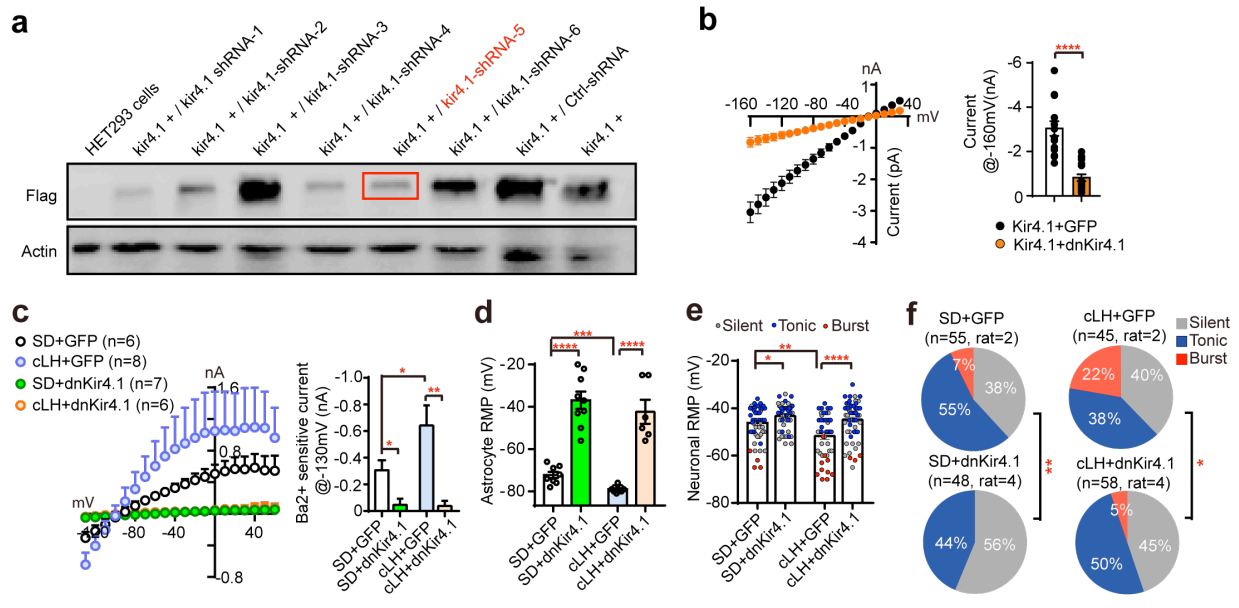 a
HET293 cells
kir4.1 +/ kir4.1 shRNA-1
kir4.1 +/ kir4.1-shRNA-2
kir4.1 +/ kir4.1-shRNA-3
kir4.1 +/ kir4.1-shRNA-4
kir4.1 +/ kir4.1-shRNA-5
kir4.1 +/ kir4.1-shRNA-6
kir4.1 +/ Ctrl-shRNA
kir4.1 +
Flag
Actin
b
nA
-160 -120 -80 -40 0 40
mV
-1
-2
-3
-4
Current (pA)
****
-6
-4
-2
0
Current
@-160mV(nA)
Kir4.1+GFP
Kir4.1+dnKir4.1
c
SD+GFP (n=6)
cLH+GFP (n=8)
SD+dnKir4.1 (n=7)
cLH+dnKir4.1 (n=6)
nA
1.6
0.8
mV
-120 -80 -40 0 40
-0.8
Ba2+ sensitive current
@-130mV (nA)
-1.0
-0.8
-0.6
-0.4
-0.2
0
*
*
**
SD+GFP
SD+dnKir4.1
cLH+GFP
cLH+dnKir4.1
d
***
****
****
Astrocyte RMP (mV)
-20
-40
-60
-80
SD+GFP
SD+dnKir4.1
cLH+GFP
cLH+dnKir4.1
e
Silent Tonic Burst
**
*
****
Neuronal RMP (mV)
-20
-40
-60
-80
SD+GFP
SD+dnKir4.1
cLH+GFP
cLH+dnKir4.1
f
SD+GFP
(n=55, rat=2)
7%
38%
55%
cLH+GFP
(n=45, rat=2)
22%
40%
38%
Silent
Tonic
Burst
SD+dnKir4.1
(n=48, rat=4)
44%
56%
**
cLH+dnKir4.1
(n=58, rat=4)
5%
45%
50%
*